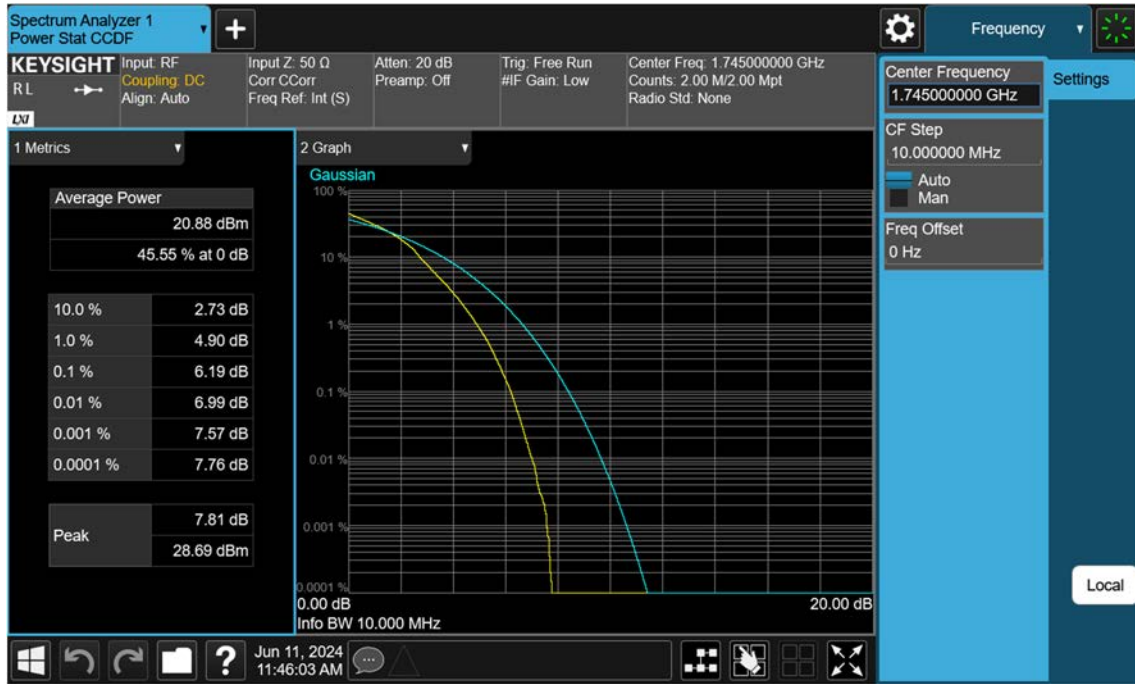 Spectrum Analyzer 1
Power Stat CCDF
+
Frequency
KEYSIGHT
RL
LXI
Input: RF
Coupling: DC
Align: Auto
Input Z: 50 Ω
Corr CCorr
Freq Ref: Int (S)
Atten: 20 dB
Preamp: Off
Trig: Free Run
#IF Gain: Low
Center Freq: 1.745000000 GHz
Counts: 2.00 M/2.00 Mpt
Radio Std: None
1 Metrics
Average Power
20.88 dBm
45.55 % at 0 dB
10.0 % 2.73 dB
1.0 % 4.90 dB
0.1 % 6.19 dB
0.01 % 6.99 dB
0.001 % 7.57 dB
0.0001 % 7.76 dB
Peak
7.81 dB
28.69 dBm
2 Graph
Gaussian
100 %
10 %
1 %
0.1 %
0.01 %
0.001 %
0.0001 %
0.00 dB 20.00 dB
Info BW 10.000 MHz
Center Frequency
1.745000000 GHz
CF Step
10.000000 MHz
Auto
Man
Freq Offset
0 Hz
Settings
Local
?
Jun 11, 2024
11:46:03 AM